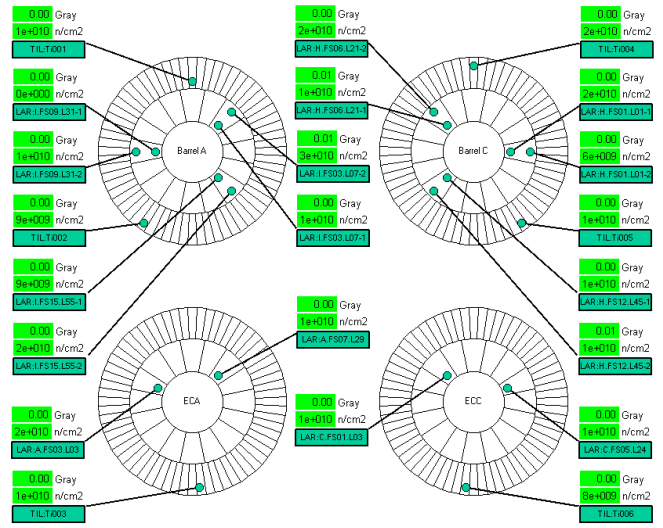 0.00 Gray
1e+010 n/cm2
TIL:Ti001
0.00 Gray
0e+000 n/cm2
LAR:I.FS09.L31-1
0.00 Gray
1e+010 n/cm2
LAR:I.FS09.L31-2
0.00 Gray
9e+009 n/cm2
TIL:Ti002
0.00 Gray
9e+009 n/cm2
LAR:I.FS15.L55-1
0.00 Gray
2e+010 n/cm2
LAR:I.FS15.L55-2
0.00 Gray
2e+010 n/cm2
LAR:A.FS03.L03
0.00 Gray
1e+010 n/cm2
TIL:Ti003
Barrel A
ECA
0.00 Gray
2e+010 n/cm2
LAR:H.FS06.L21-2
0.01 Gray
1e+010 n/cm2
LAR:H.FS06.L21-1
0.01 Gray
3e+010 n/cm2
LAR:I.FS03.L07-2
0.00 Gray
1e+010 n/cm2
LAR:I.FS03.L07-1
0.00 Gray
1e+010 n/cm2
LAR:A.FS07.L29
0.00 Gray
1e+010 n/cm2
LAR:C.FS01.L03
Barrel C
ECC
0.00 Gray
2e+010 n/cm2
TIL:Ti004
0.00 Gray
2e+010 n/cm2
LAR:H.FS01.L01-1
0.00 Gray
6e+009 n/cm2
LAR:H.FS01.L01-2
0.00 Gray
1e+010 n/cm2
TIL:Ti005
0.00 Gray
1e+010 n/cm2
LAR:H.FS12.L45-1
0.01 Gray
1e+010 n/cm2
LAR:H.FS12.L45-2
0.00 Gray
1e+010 n/cm2
LAR:C.FS05.L24
0.00 Gray
8e+009 n/cm2
TIL:Ti006